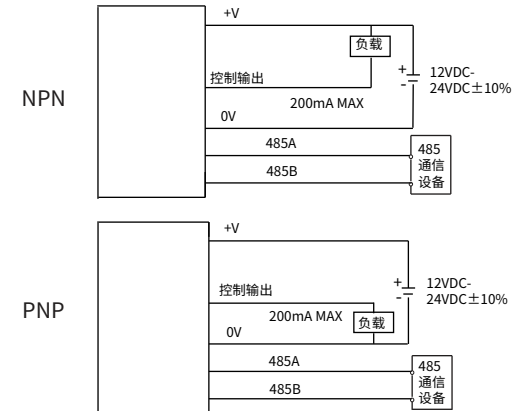 +V
负载
控制输出
+
-
12VDC-
24VDC±10%
NPN
200mA MAX
0V
485A
485B
485
通信
设备
+V
控制输出
+
-
12VDC-
24VDC±10%
PNP
200mA MAX
负载
0V
485A
485B
485
通信
设备